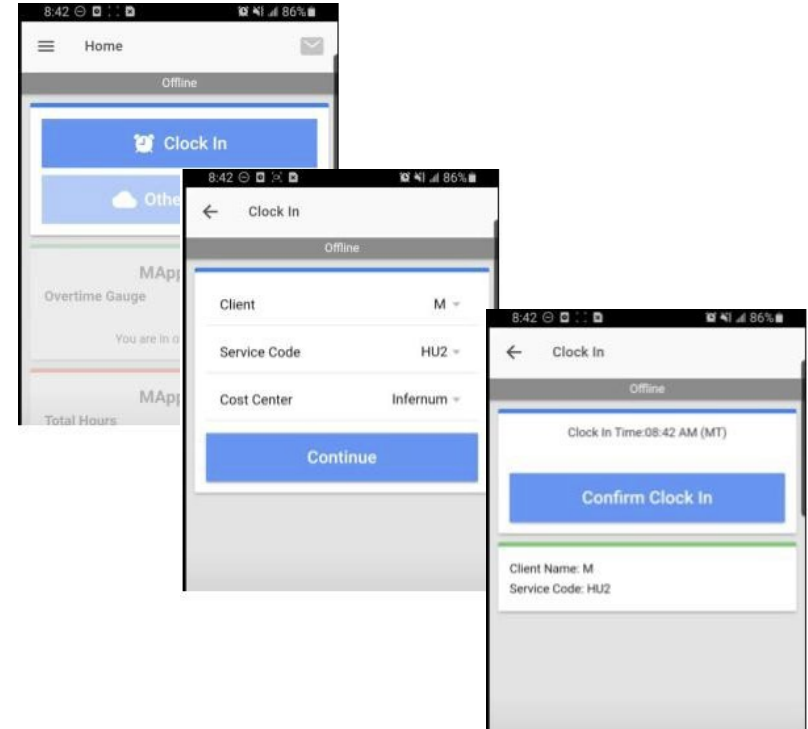 8:42 86%
Home
Offline
Clock In
Othe
MApp
Overtime Gauge
You are in o
MApp
Total Hours
8:42 86%
Clock In
Offline
Client M
Service Code HU2
Cost Center Infernum
Continue
8:42 86%
Clock In
Offline
Clock In Time:08:42 AM (MT)
Confirm Clock In
Client Name: M
Service Code: HU2